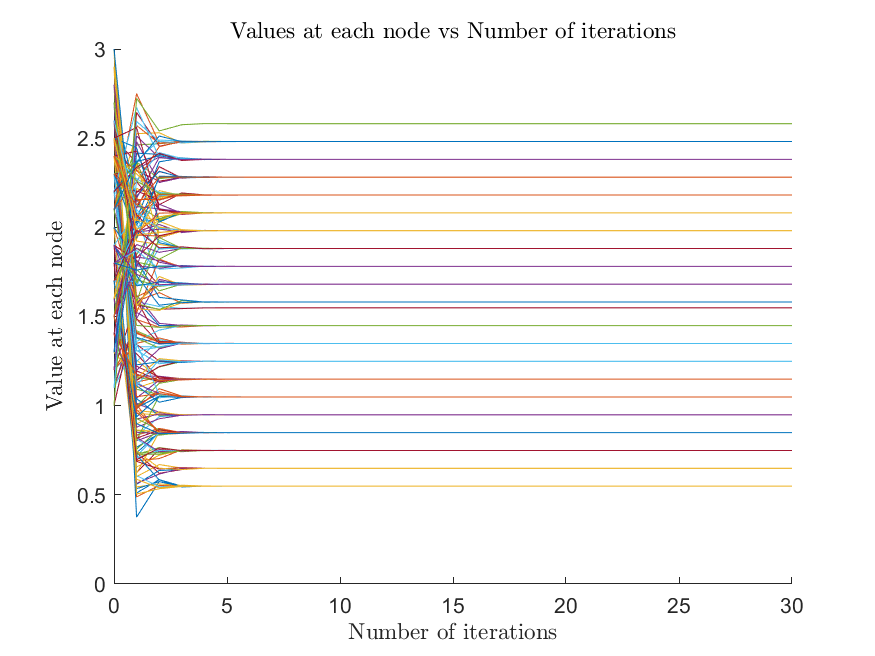 Values at each node vs Number of iterations
3
2.5
2
1.5
1
0.5
0
Value at each node
0 5 10 15 20 25 30
Number of iterations